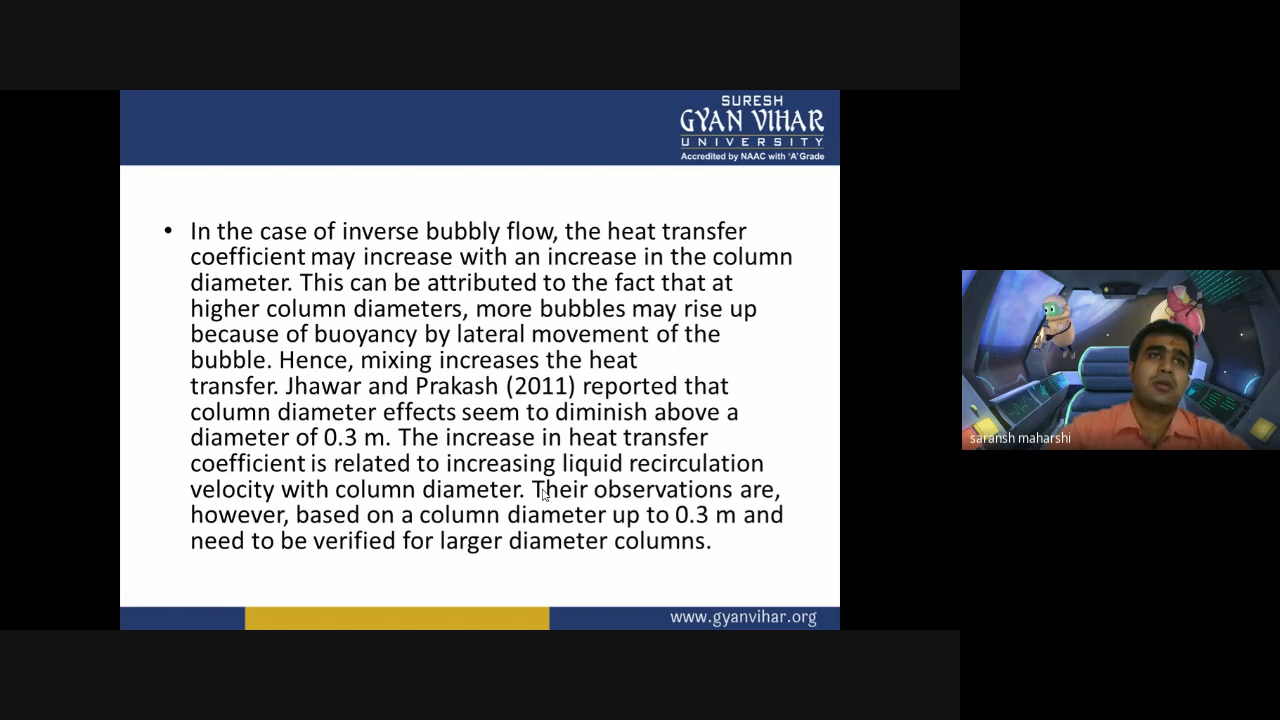 SURESH
GYAN VIHAR
UNIVERSITY
Accredited by NAAC with 'A' Grade
• In the case of inverse bubbly flow, the heat transfer
coefficient may increase with an increase in the column
diameter. This can be attributed to the fact that at
higher column diameters, more bubbles may rise up
because of buoyancy by lateral movement of the
bubble. Hence, mixing increases the heat
transfer. Jhawar and Prakash (2011) reported that
column diameter effects seem to diminish above a
diameter of 0.3 m. The increase in heat transfer
coefficient is related to increasing liquid recirculation
velocity with column diameter. Their observations are,
however, based on a column diameter up to 0.3 m and
need to be verified for larger diameter columns.
www.gyanvihar.org
saransh maharshi